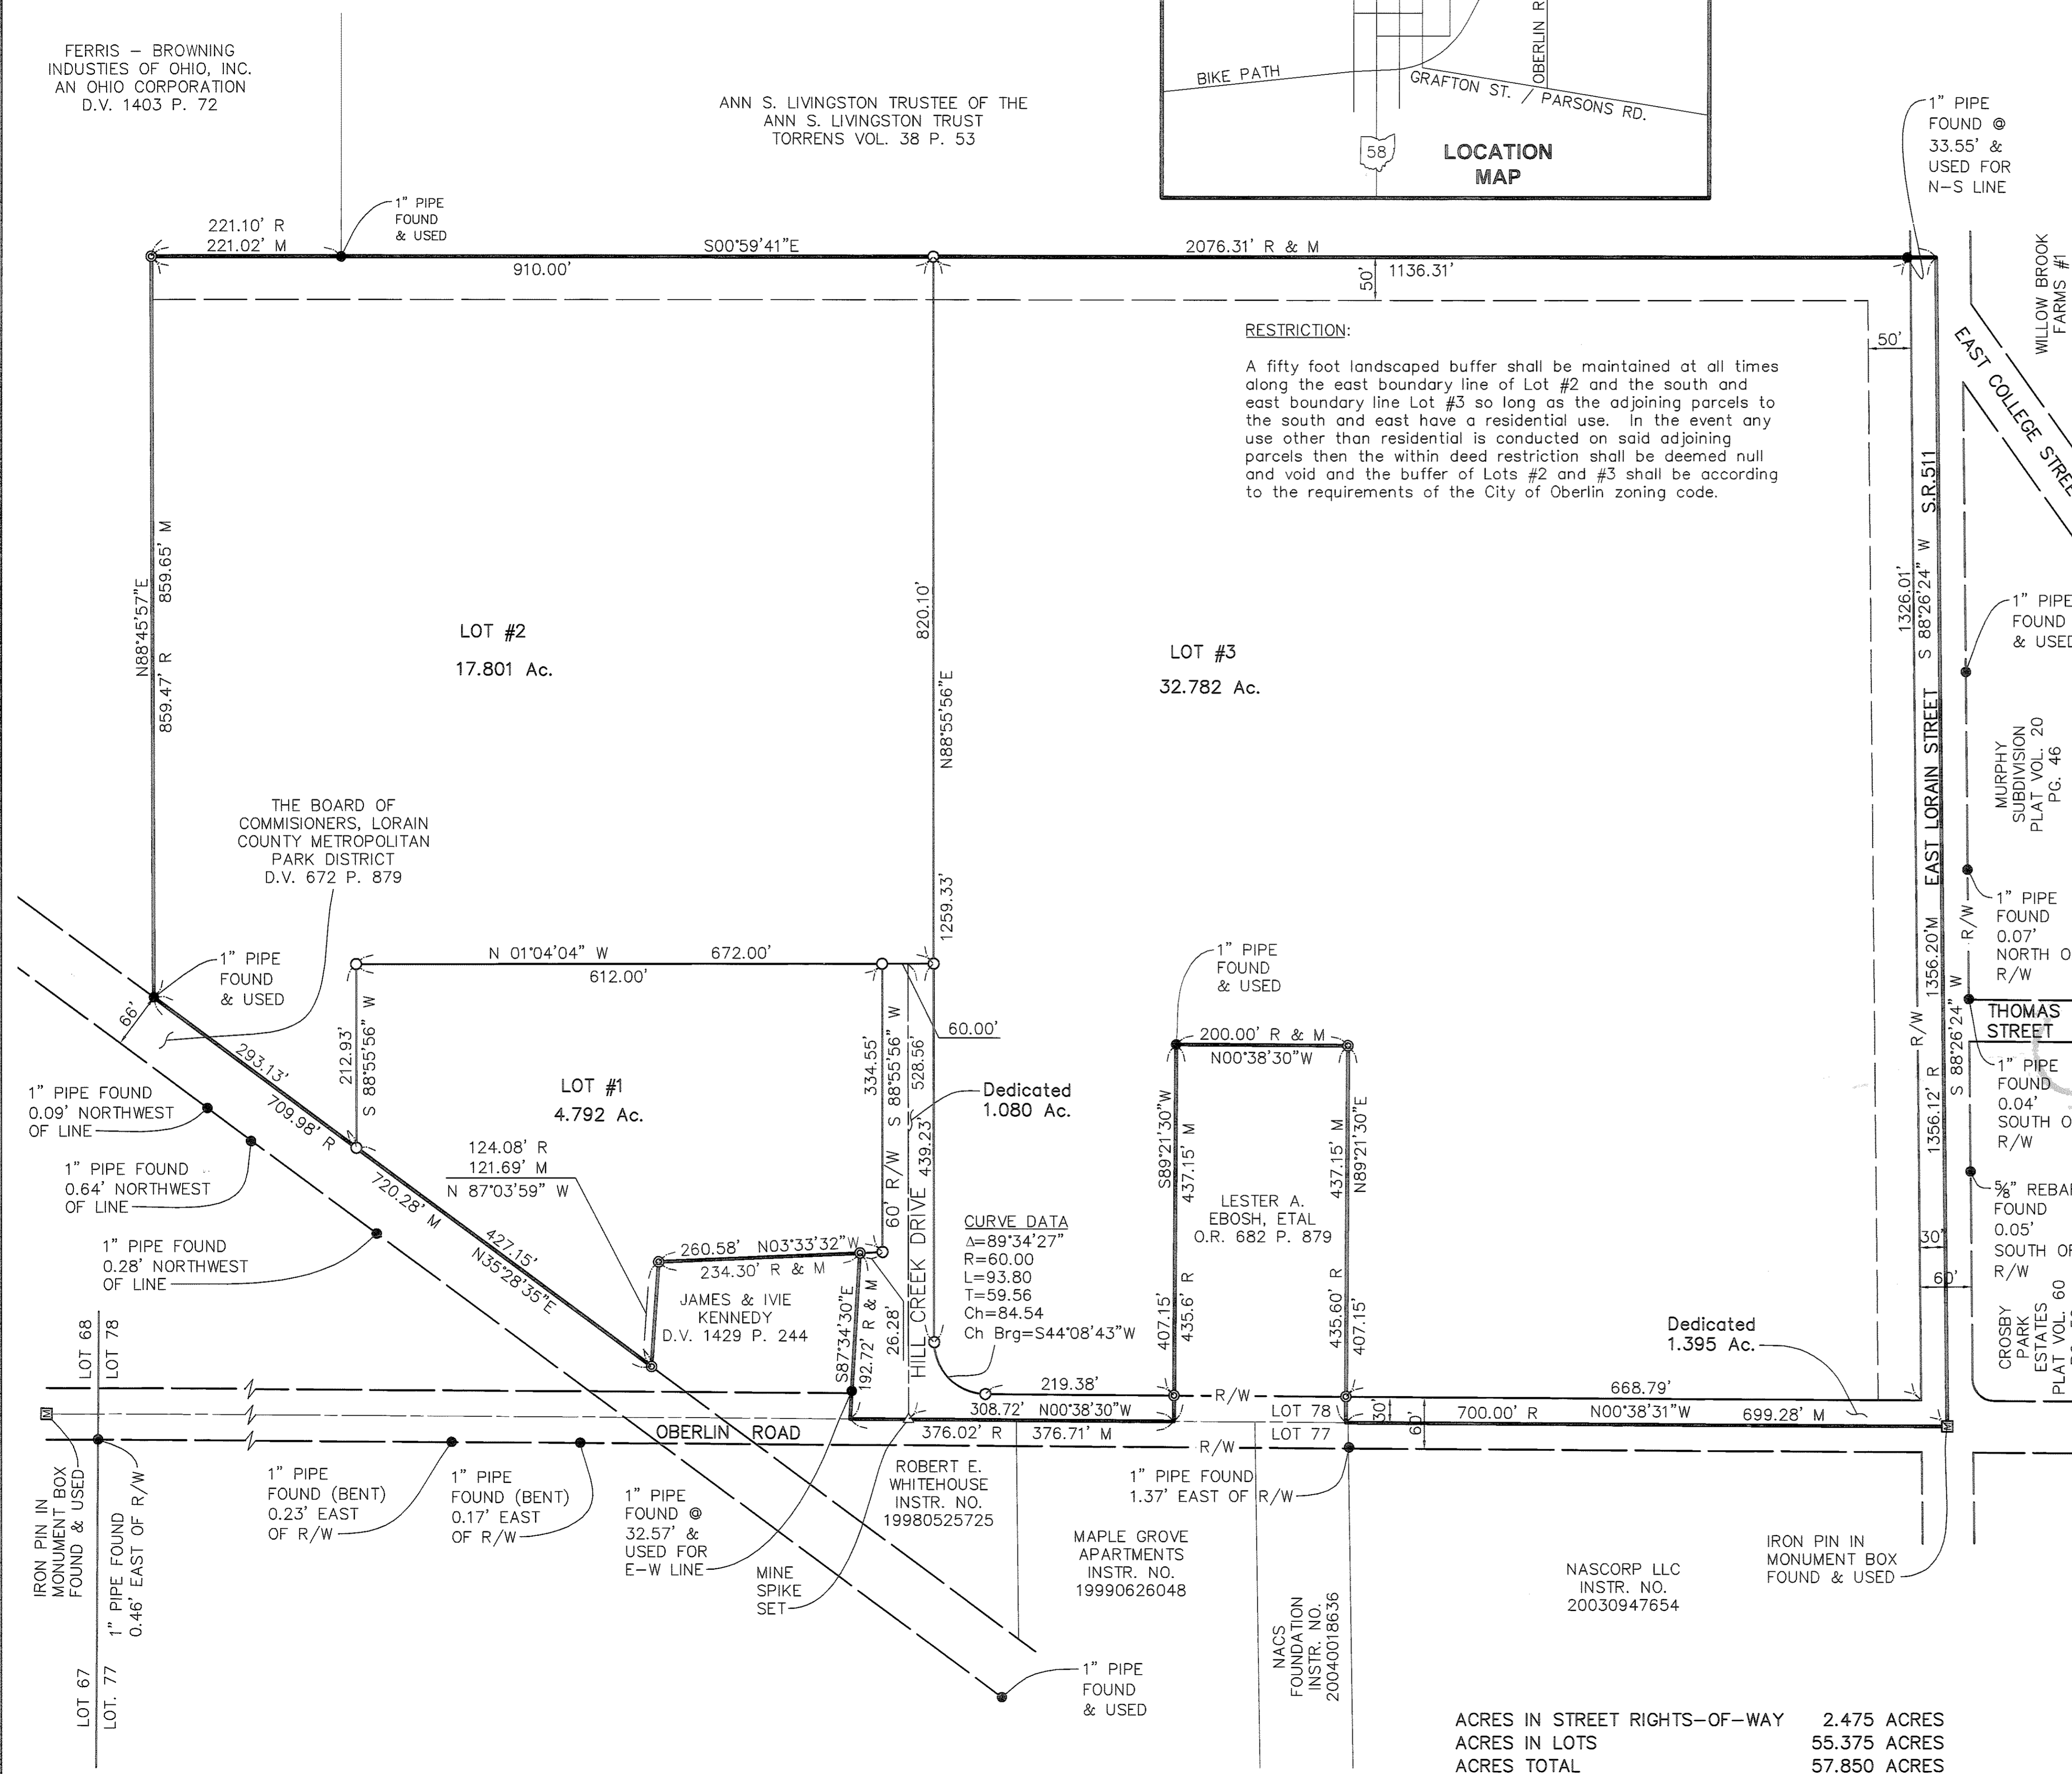 FERRIS – BROWNING
INDUSTIES OF OHIO, INC.
AN OHIO CORPORATION
D.V. 1403 P. 72
ANN S. LIVINGSTON TRUSTEE OF THE
ANN S. LIVINGSTON TRUST
TORRENS VOL. 38 P. 53
BIKE PATH
GRAFTON ST. / PARSONS RD.
OBERLIN R
58
LOCATION
MAP
1" PIPE
FOUND @
33.55' &
USED FOR
N–S LINE
WILLOW BROOK
FARMS #1
221.10' R
221.02' M
1" PIPE
FOUND
& USED
S00°59'41"E
910.00'
2076.31' R & M
1136.31'
50'
50'
RESTRICTION:
A fifty foot landscaped buffer shall be maintained at all times
along the east boundary line of Lot #2 and the south and
east boundary line Lot #3 so long as the adjoining parcels to
the south and east have a residential use. In the event any
use other than residential is conducted on said adjoining
parcels then the within deed restriction shall be deemed null
and void and the buffer of Lots #2 and #3 shall be according
to the requirements of the City of Oberlin zoning code.
EAST COLLEGE STREE
N88°45'57"E
859.47' R
859.65' M
LOT #2
17.801 Ac.
820.10'
N88°55'56"E
1259.33'
LOT #3
32.782 Ac.
1326.01'
S 88°26'24" W
S.R.511
EAST LORAIN STREET
1356.20'M
1356.12' R
S 88°26'24" W
R/W
R/W
1" PIPE
FOUND
& USED
MURPHY
SUBDIVISION
PLAT VOL. 20
PG. 46
1" PIPE
FOUND
0.07'
NORTH O
R/W
THOMAS
STREET
1" PIPE
FOUND
0.04'
SOUTH O
R/W
⅝" REBA
FOUND
0.05'
SOUTH OF
R/W
30'
60'
CROSBY
PARK
ESTATES
PLAT VOL. 60
THE BOARD OF
COMMISIONERS, LORAIN
COUNTY METROPOLITAN
PARK DISTRICT
D.V. 672 P. 879
1" PIPE
FOUND
& USED
66'
N 01°04'04" W
672.00'
612.00'
60.00'
212.93'
S 88°55'56" W
334.55'
60' R/W
S 88°55'56" W
528.56'
439.23'
HILL CREEK DRIVE
Dedicated
1.080 Ac.
LOT #1
4.792 Ac.
293.13'
709.98' R
720.28' M
427.15'
N35°28'35"E
1" PIPE FOUND
0.09' NORTHWEST
OF LINE
1" PIPE FOUND
0.64' NORTHWEST
OF LINE
1" PIPE FOUND
0.28' NORTHWEST
OF LINE
124.08' R
121.69' M
N 87°03'59" W
260.58'
N03°33'32"W
234.30' R & M
JAMES & IVIE
KENNEDY
D.V. 1429 P. 244
S87°34'30"E
192.72' R & M
26.28'
CURVE DATA
Δ=89°34'27"
R=60.00
L=93.80
T=59.56
Ch=84.54
Ch Brg=S44°08'43"W
1" PIPE
FOUND
& USED
200.00' R & M
N00°38'30"W
S89°21'30"W
437.15' M
407.15'
435.6' R
437.15' M
N89°21'30"E
435.60' R
407.15'
LESTER A.
EBOSH, ETAL
O.R. 682 P. 879
Dedicated
1.395 Ac.
219.38'
R/W
668.79'
308.72'
N00°38'30"W
376.02' R
376.71' M
LOT 78
LOT 77
30'
60'
700.00' R
N00°38'31"W
699.28' M
R/W
OBERLIN ROAD
LOT 68
LOT 78
LOT 67
LOT. 77
IRON PIN IN
MONUMENT BOX
FOUND & USED
1" PIPE FOUND
0.46' EAST OF R/W
1" PIPE
FOUND (BENT)
0.23' EAST
OF R/W
1" PIPE
FOUND (BENT)
0.17' EAST
OF R/W
1" PIPE
FOUND @
32.57' &
USED FOR
E–W LINE
MINE
SPIKE
SET
ROBERT E.
WHITEHOUSE
INSTR. NO.
19980525725
MAPLE GROVE
APARTMENTS
INSTR. NO.
19990626048
1" PIPE FOUND
1.37' EAST OF R/W
NACS
FOUNDATION
INSTR. NO.
20040018636
NASCORP LLC
INSTR. NO.
20030947654
IRON PIN IN
MONUMENT BOX
FOUND & USED
1" PIPE
FOUND
& USED
ACRES IN STREET RIGHTS–OF–WAY 2.475 ACRES
ACRES IN LOTS 55.375 ACRES
ACRES TOTAL 57.850 ACRES